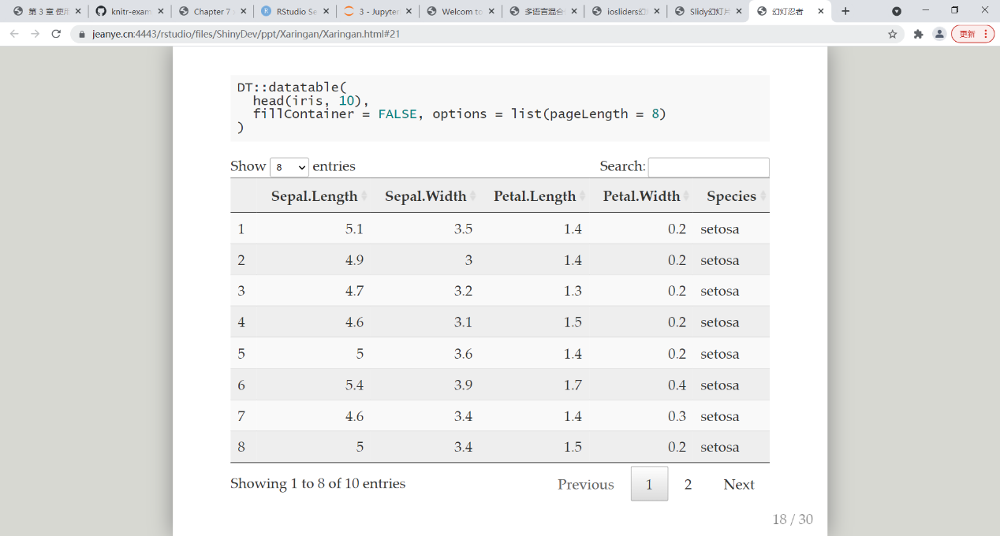 第 3 章 使用
knitr-exam
Chapter 7
RStudio Se
3 - Jupyter
Welcom to
多语言混合
ioslides幻
Slidy幻灯片
幻灯忍者
jeanye.cn:4443/rstudio/files/ShinyDev/ppt/Xaringan/Xaringan.html#21
更新
DT::datatable(
head(iris, 10),
fillContainer = FALSE, options = list(pageLength = 8)
)
Show 8 entries Search:
Sepal.Length Sepal.Width Petal.Length Petal.Width Species
1 5.1 3.5 1.4 0.2 setosa
2 4.9 3 1.4 0.2 setosa
3 4.7 3.2 1.3 0.2 setosa
4 4.6 3.1 1.5 0.2 setosa
5 5 3.6 1.4 0.2 setosa
6 5.4 3.9 1.7 0.4 setosa
7 4.6 3.4 1.4 0.3 setosa
8 5 3.4 1.5 0.2 setosa
Showing 1 to 8 of 10 entries Previous 1 2 Next
18 / 30